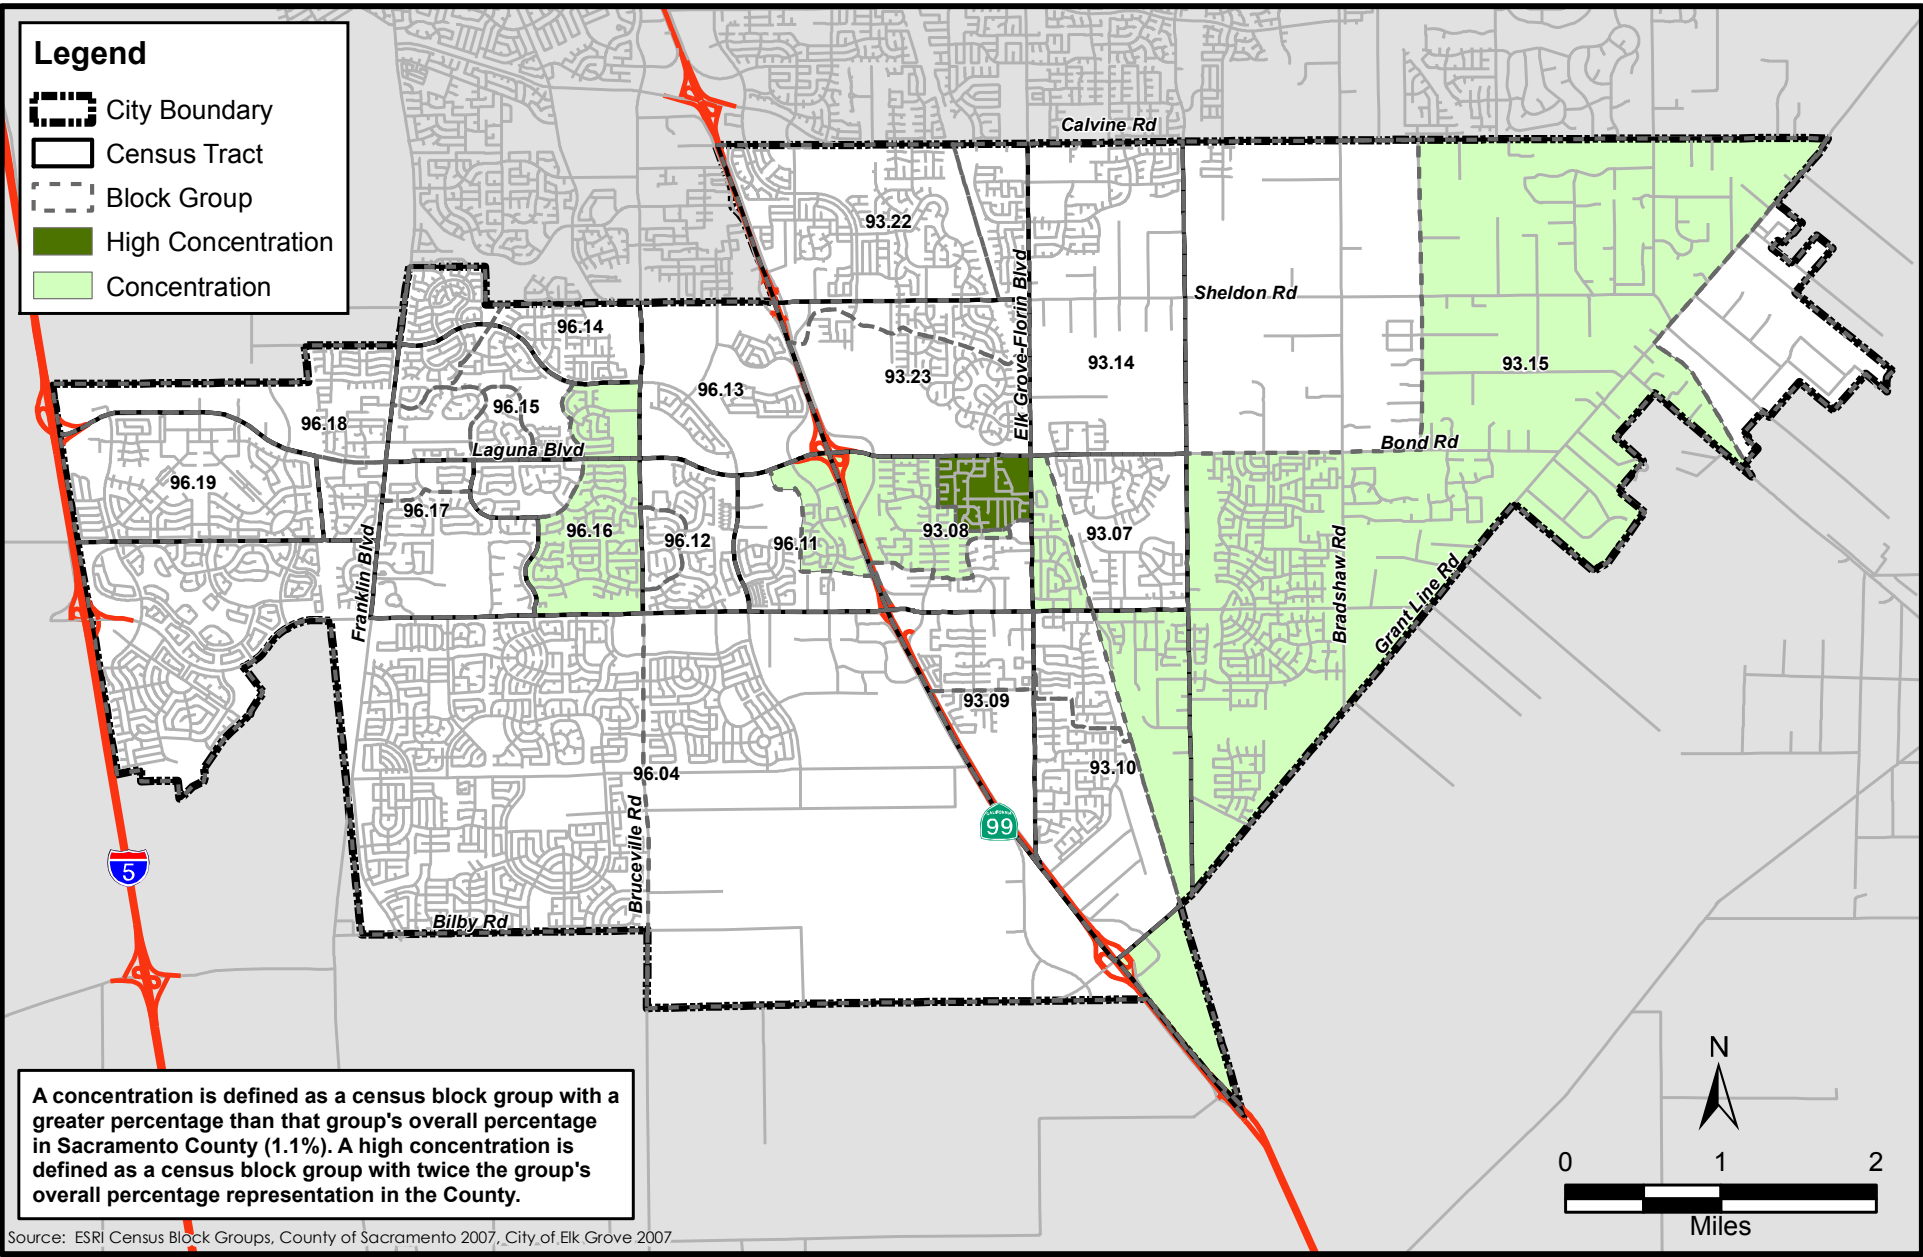 Legend
City Boundary
Census Tract
Block Group
High Concentration
Concentration
Calvine Rd
93.22
Elk Grove-Florin Blvd
Sheldon Rd
96.14
93.14
93.15
96.13
93.23
96.15
96.18
Laguna Blvd
Bond Rd
96.19
96.17
96.16
96.12
96.11
93.08
93.07
Franklin Blvd
Bradshaw Rd
Grant Line Rd
93.09
96.04
93.10
Bruceville Rd
CALIFORNIA
99
5
Bilby Rd
A concentration is defined as a census block group with a
greater percentage than that group's overall percentage
in Sacramento County (1.1%). A high concentration is
defined as a census block group with twice the group's
overall percentage representation in the County.
N
0 1 2
Miles
Source: ESRI Census Block Groups, County of Sacramento 2007, City of Elk Grove 2007